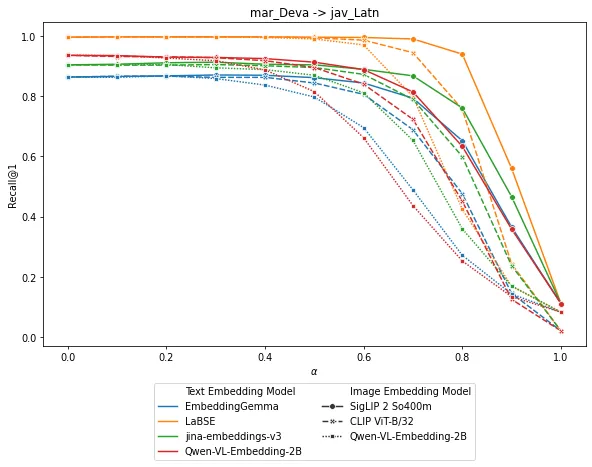 mar_Deva -> jav_Latn
Recall@1
1.0
0.8
0.6
0.4
0.2
0.0
0.0 0.2 0.4 0.6 0.8 1.0
α
Text Embedding Model
EmbeddingGemma
LaBSE
jina-embeddings-v3
Qwen-VL-Embedding-2B
Image Embedding Model
SigLIP 2 So400m
CLIP ViT-B/32
Qwen-VL-Embedding-2B